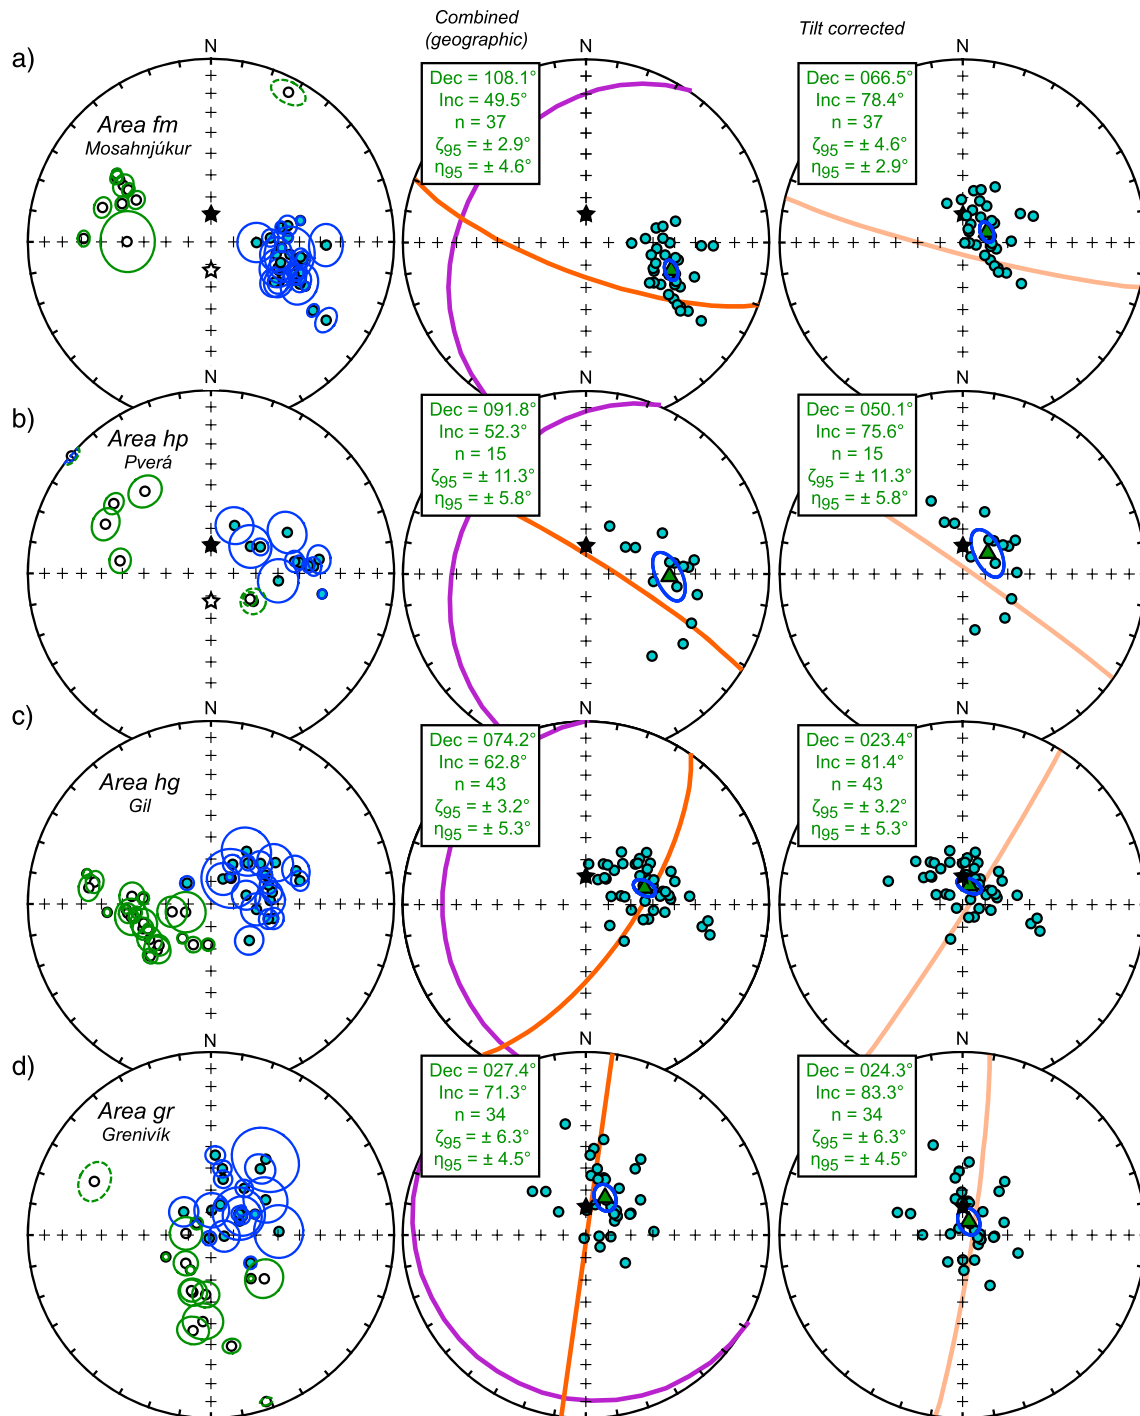 Combined
(geographic)
Tilt corrected
a)
N
Area fm
Mosahnjúkur
Dec = 108.1°
Inc = 49.5°
n = 37
ζ95 = ± 2.9°
η95 = ± 4.6°
Dec = 066.5°
Inc = 78.4°
n = 37
ζ95 = ± 4.6°
η95 = ± 2.9°
N
N
b)
N
Area hp
Pverá
Dec = 091.8°
Inc = 52.3°
n = 15
ζ95 = ± 11.3°
η95 = ± 5.8°
Dec = 050.1°
Inc = 75.6°
n = 15
ζ95 = ± 11.3°
η95 = ± 5.8°
N
N
c)
N
Area hg
Gil
Dec = 074.2°
Inc = 62.8°
n = 43
ζ95 = ± 3.2°
η95 = ± 5.3°
Dec = 023.4°
Inc = 81.4°
n = 43
ζ95 = ± 3.2°
η95 = ± 5.3°
N
N
d)
N
Area gr
Grenivík
Dec = 027.4°
Inc = 71.3°
n = 34
ζ95 = ± 6.3°
η95 = ± 4.5°
Dec = 024.3°
Inc = 83.3°
n = 34
ζ95 = ± 6.3°
η95 = ± 4.5°
N
N